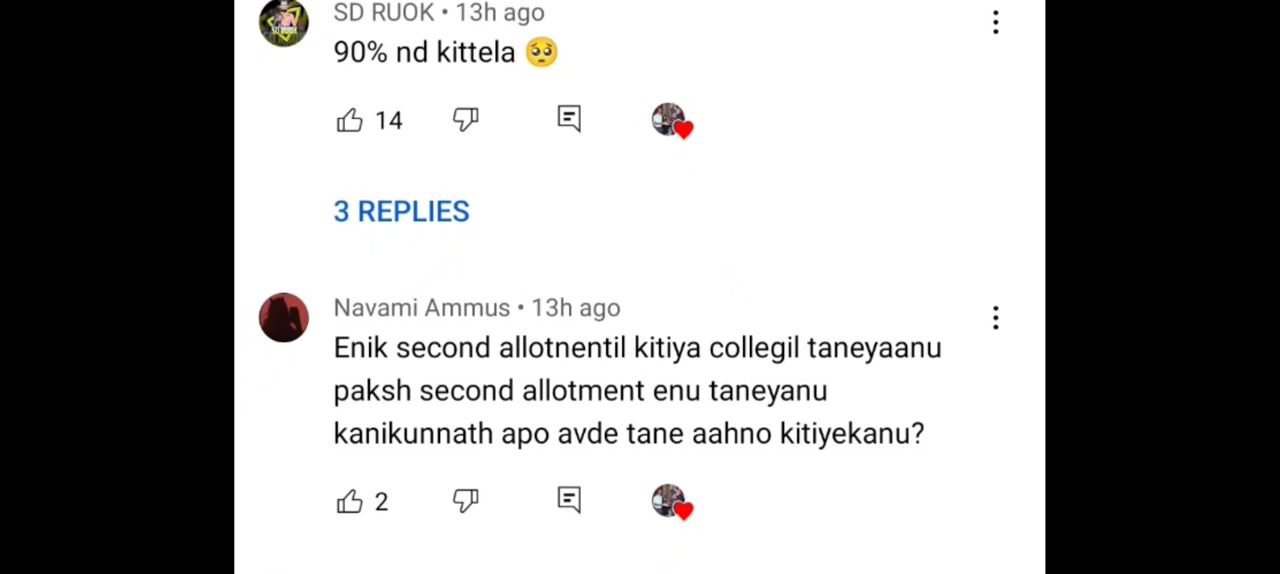 SD RUOK • 13h ago
90% nd kittela 🥺
14
3 REPLIES
Navami Ammus • 13h ago
Enik second allotnentil kitiya collegil taneyaanu
paksh second allotment enu taneyanu
kanikunnath apo avde tane aahno kitiyekanu?
2